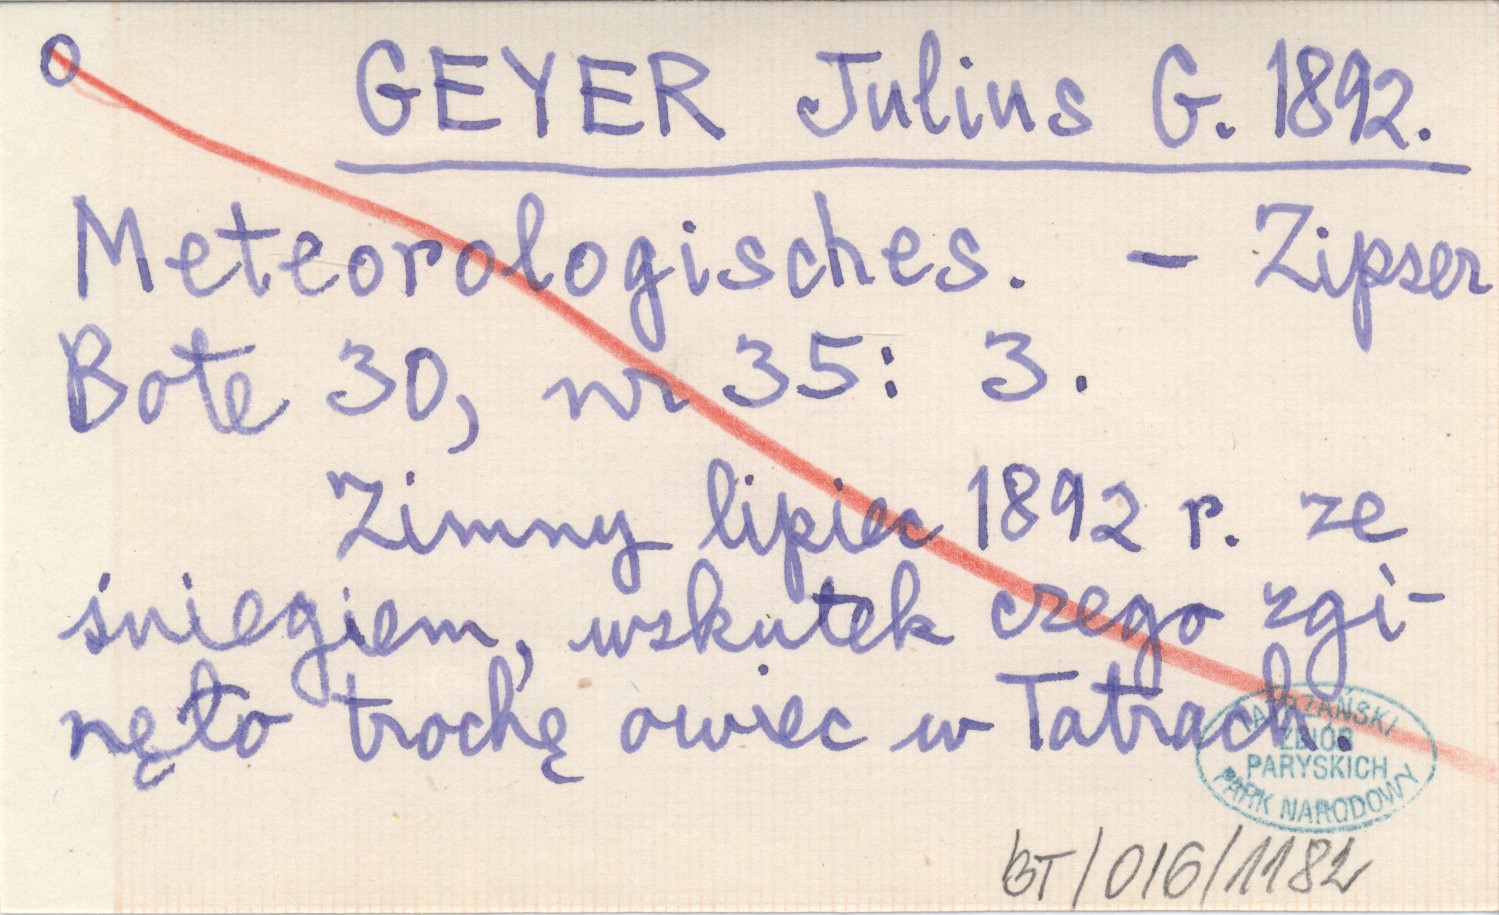 O GEYER Julius G. 1892.
Meteorologisches. – Zipser
Bote 30, nr 35: 3.
Zimny lipiec 1892 r. ze
śniegiem, wskutek czego zgi-
nęło trochę owiec w Tatrach.
TATRZAŃSKI
ZBIÓR
PARYSKICH
PARK NARODOWY
BT/016/1182